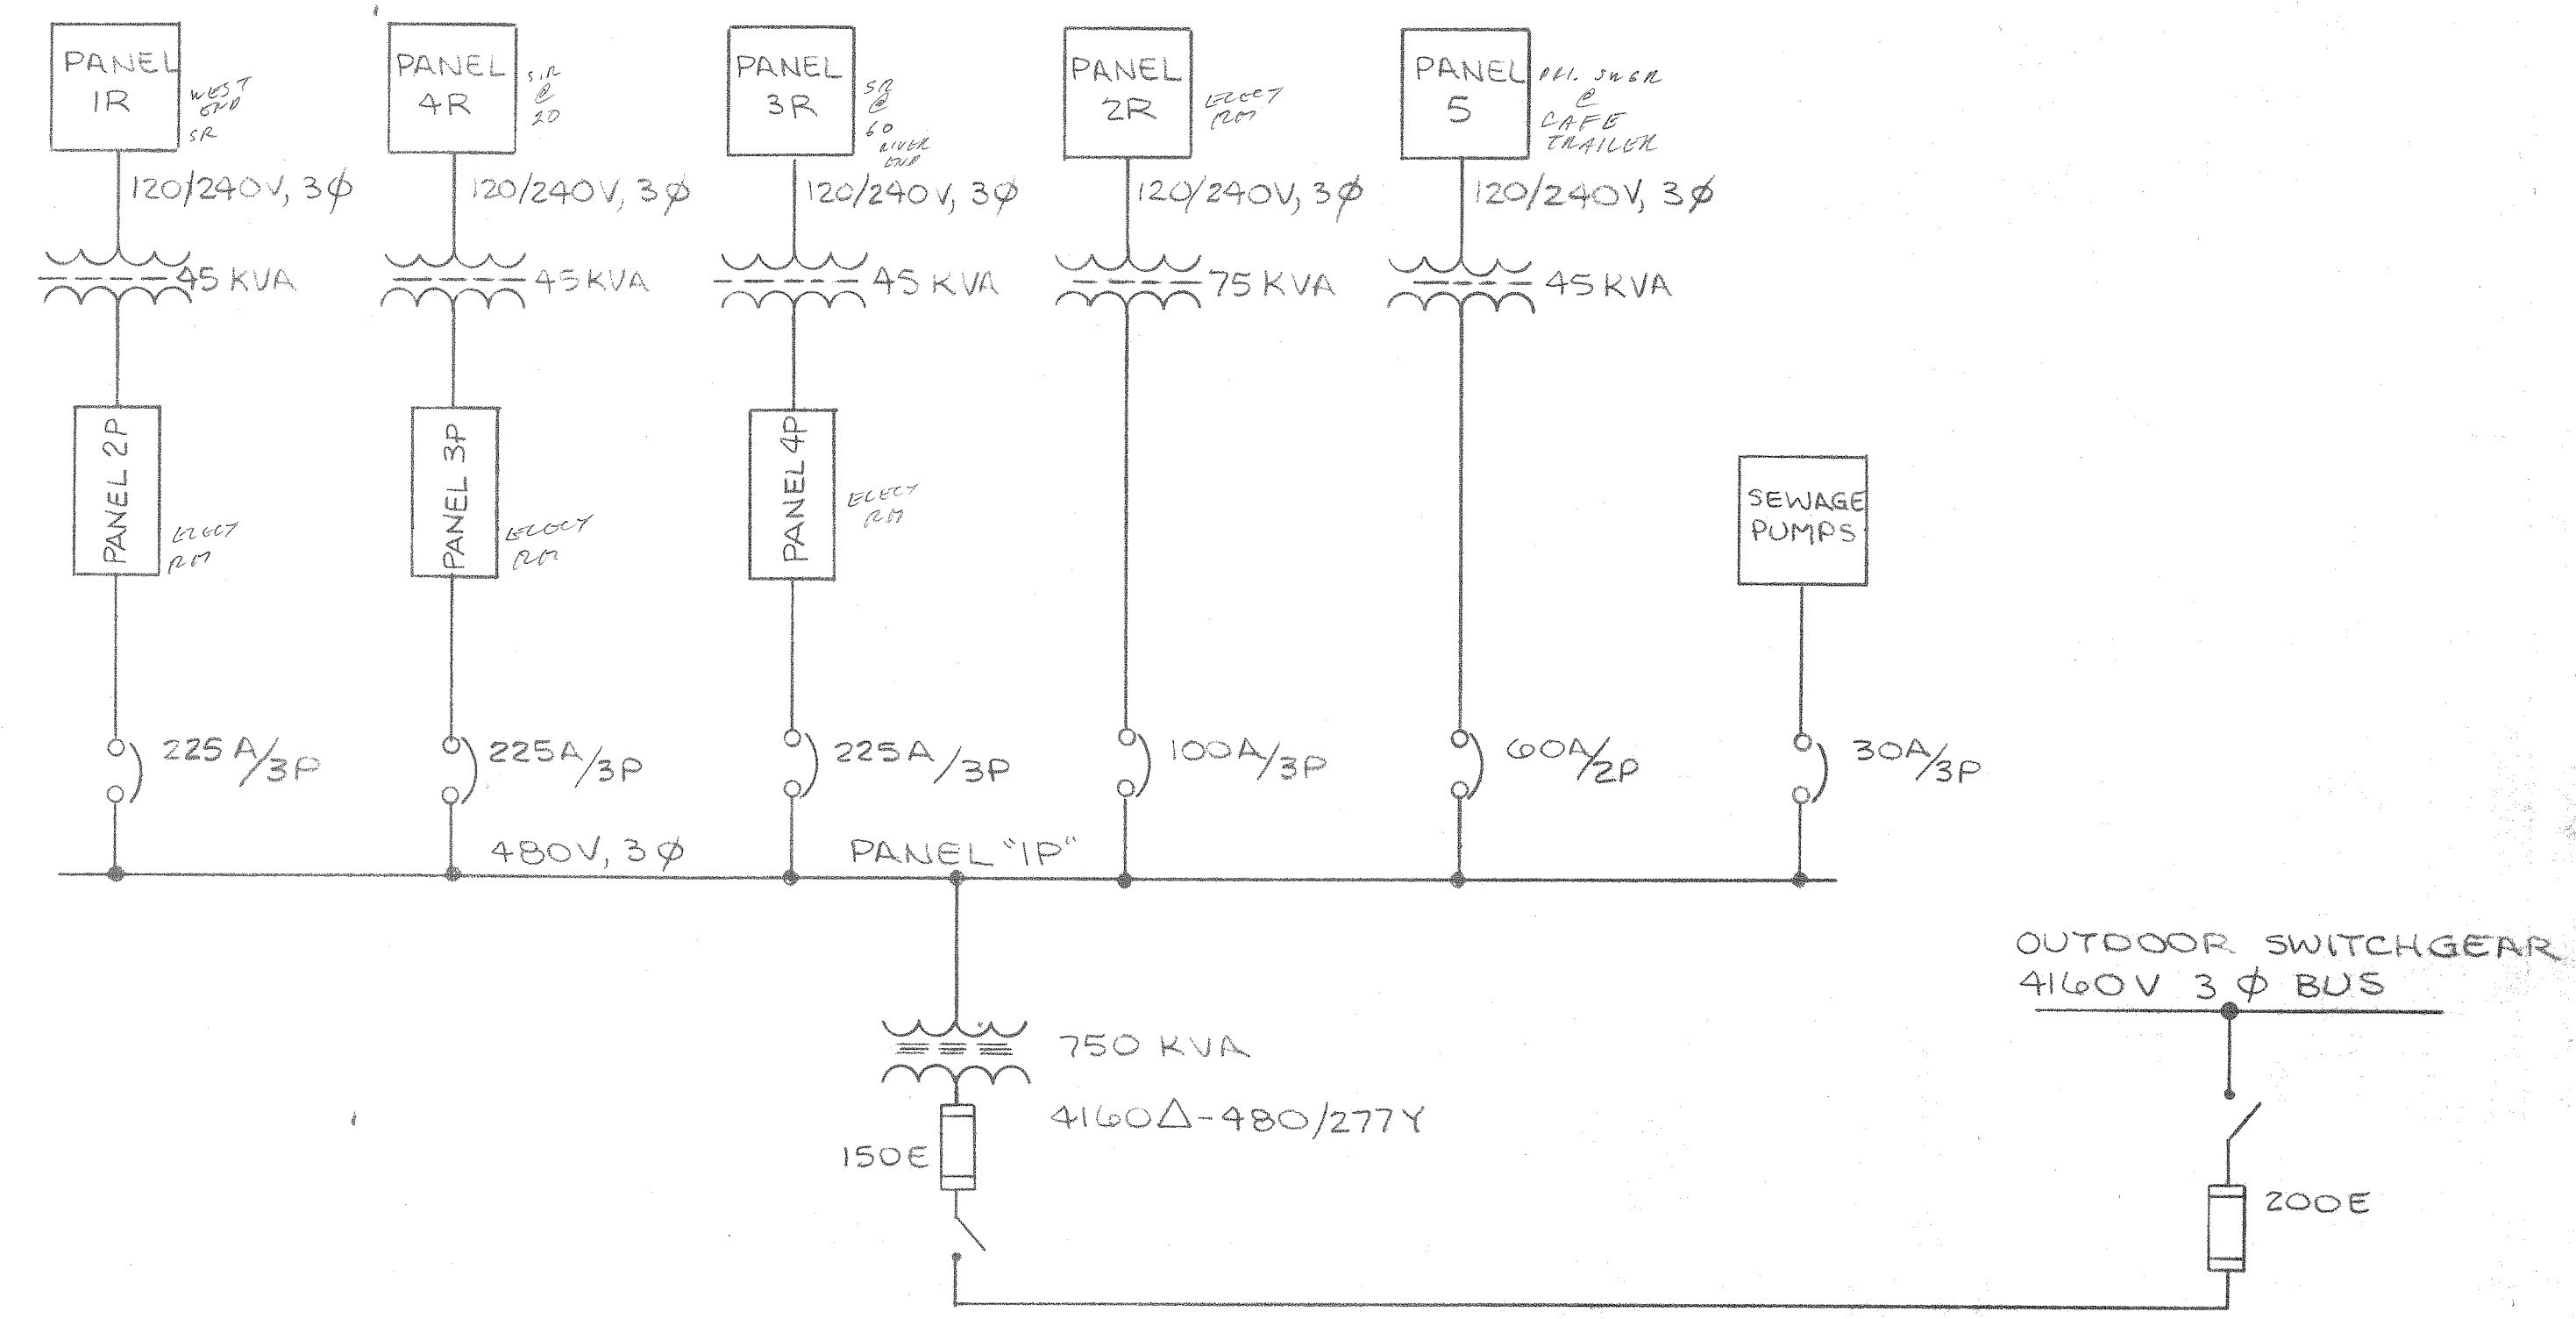 PANEL
1R
WEST
END
SR
PANEL
4R
S.R
@
20
PANEL
3R
SR
@
60
RIVER
END
PANEL
2R
ELECT
RM
PANEL
5
SWGR
@
CAFE
TRAILER
120/240V, 3φ
120/240V, 3φ
120/240V, 3φ
120/240V, 3φ
120/240V, 3φ
45 KVA
45 KVA
45 KVA
75 KVA
45 KVA
PANEL 2P
ELECT
RM
PANEL 3P
ELECT
RM
PANEL 4P
ELECT
RM
SEWAGE
PUMPS
225A/3P
225A/3P
225A/3P
100A/3P
60A/2P
30A/3P
480V, 3φ
PANEL "1P"
OUTDOOR SWITCHGEAR
4160V 3 φ BUS
750 KVA
4160Δ-480/277Y
150E
200E